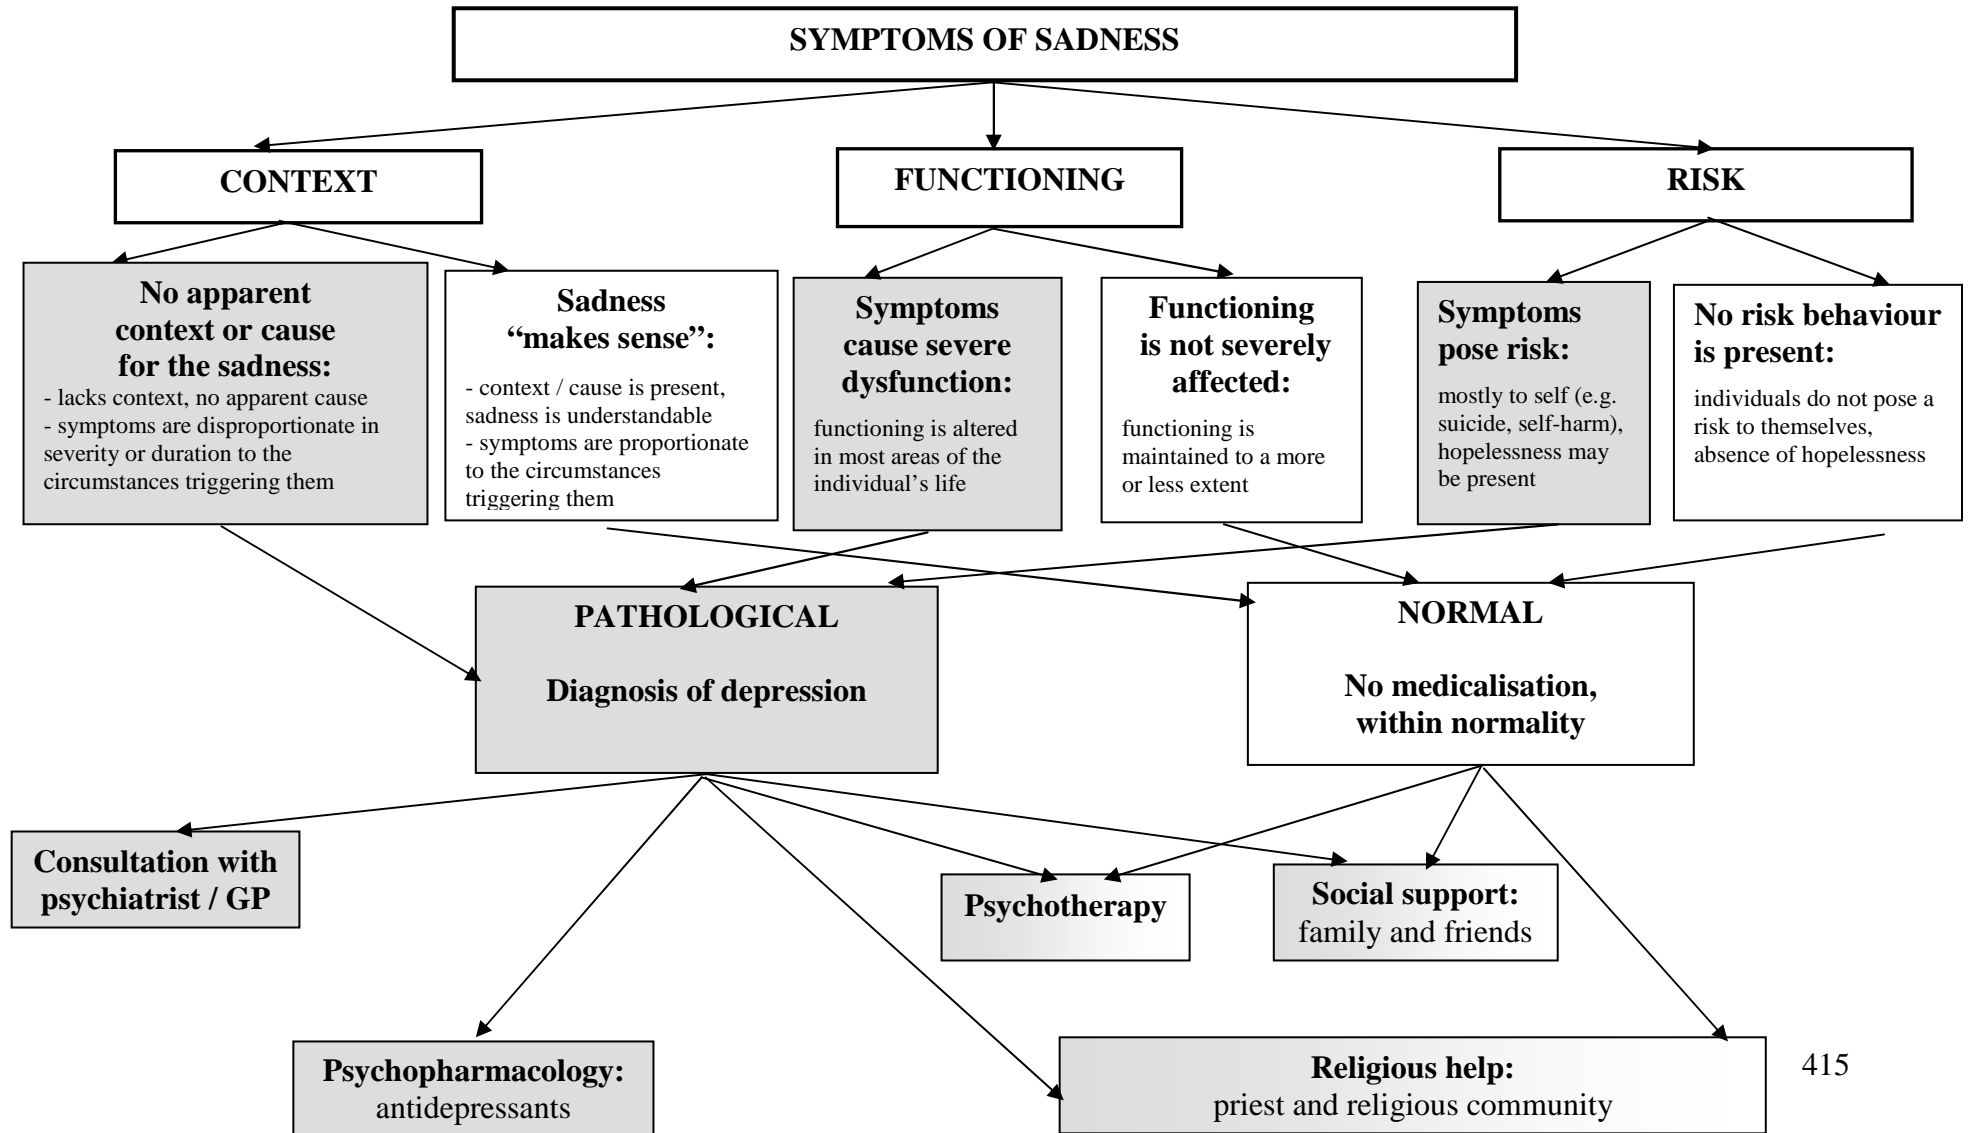 SYMPTOMS OF SADNESS
CONTEXT
FUNCTIONING
RISK
No apparent
context or cause
for the sadness:
- lacks context, no apparent cause
- symptoms are disproportionate in
severity or duration to the
circumstances triggering them
Sadness
“makes sense”:
- context / cause is present,
sadness is understandable
- symptoms are proportionate
to the circumstances
triggering them
Symptoms
cause severe
dysfunction:
functioning is altered
in most areas of the
individual’s life
Functioning
is not severely
affected:
functioning is
maintained to a more
or less extent
Symptoms
pose risk:
mostly to self (e.g.
suicide, self-harm),
hopelessness may
be present
No risk behaviour
is present:
individuals do not pose a
risk to themselves,
absence of hopelessness
PATHOLOGICAL
Diagnosis of depression
NORMAL
No medicalisation,
within normality
Consultation with
psychiatrist / GP
Psychotherapy
Social support:
family and friends
Psychopharmacology:
antidepressants
Religious help:
priest and religious community
415